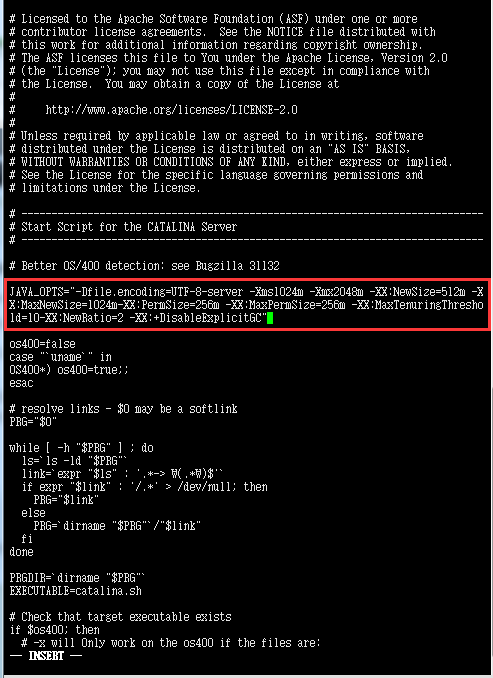 # Licensed to the Apache Software Foundation (ASF) under one or more
# contributor license agreements.  See the NOTICE file distributed with
# this work for additional information regarding copyright ownership.
# The ASF licenses this file to You under the Apache License, Version 2.0
# (the "License"); you may not use this file except in compliance with
# the License.  You may obtain a copy of the License at
#
#     http://www.apache.org/licenses/LICENSE-2.0
#
# Unless required by applicable law or agreed to in writing, software
# distributed under the License is distributed on an "AS IS" BASIS,
# WITHOUT WARRANTIES OR CONDITIONS OF ANY KIND, either express or implied.
# See the License for the specific language governing permissions and
# limitations under the License.
# -----------------------------------------------------------------------------
# Start Script for the CATALINA Server
# -----------------------------------------------------------------------------
# Better OS/400 detection: see Bugzilla 31132
JAVA_OPTS="-Dfile.encoding=UTF-8-server -Xms1024m -Xmx2048m -XX:NewSize=512m -X
X:MaxNewSize=1024m-XX:PermSize=256m -XX:MaxPermSize=256m -XX:MaxTenuringThresho
ld=10-XX:NewRatio=2 -XX:+DisableExplicitGC"
os400=false
case "`uname`" in
OS400*) os400=true;;
esac
# resolve links - $0 may be a softlink
PRG="$0"
while [ -h "$PRG" ] ; do
  ls=`ls -ld "$PRG"`
  link=`expr "$ls" : '.*-> ₩(.*₩)$'`
  if expr "$link" : '/.*' > /dev/null; then
    PRG="$link"
  else
    PRG=`dirname "$PRG"`/"$link"
  fi
done
PRGDIR=`dirname "$PRG"`
EXECUTABLE=catalina.sh
# Check that target executable exists
if $os400; then
  # -x will Only work on the os400 if the files are:
-- INSERT --